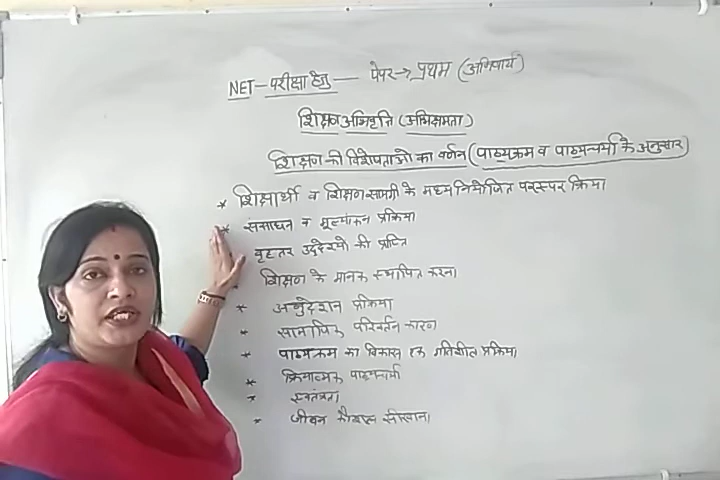 NET - परीक्षा हेतु — पेपर → प्रथम (अनिवार्य)
शिक्षण अभिवृत्ति (अभिक्षमता)
शिक्षण की विशेषताओं का वर्णन (पाठ्यक्रम व पाठ्यचर्या के अनुसार)
* शिक्षार्थी व शिक्षण सामग्री के मध्य नियोजित परस्पर क्रिया
* संसाधन व मूल्यांकन प्रक्रिया
वृहत्तर उद्देश्यों की प्राप्ति
शिक्षण के मानक स्थापित करना
* अनुदेशन प्रक्रिया
* सामाजिक परिवर्तन कारण
* पाठ्यक्रम का विकास एक गतिशील प्रक्रिया
* क्रियात्मक पाठ्यचर्या
* स्वतंत्रता
* जीवन कौशल सीखाना